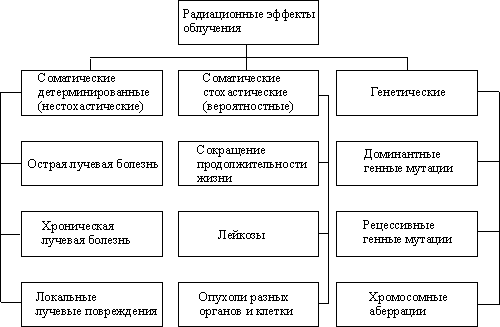 Радиационные эффекты
облучения
Соматические
детерминированные
(нестохастические)
Соматические
стохастические
(вероятностные)
Генетические
Острая лучевая болезнь
Сокращение
продолжительности
жизни
Доминантные
генные мутации
Хроническая
лучевая болезнь
Лейкозы
Рецессивные
генные мутации
Локальные
лучевые повреждения
Опухоли разных
органов и клетки
Хромосомные
аберрации